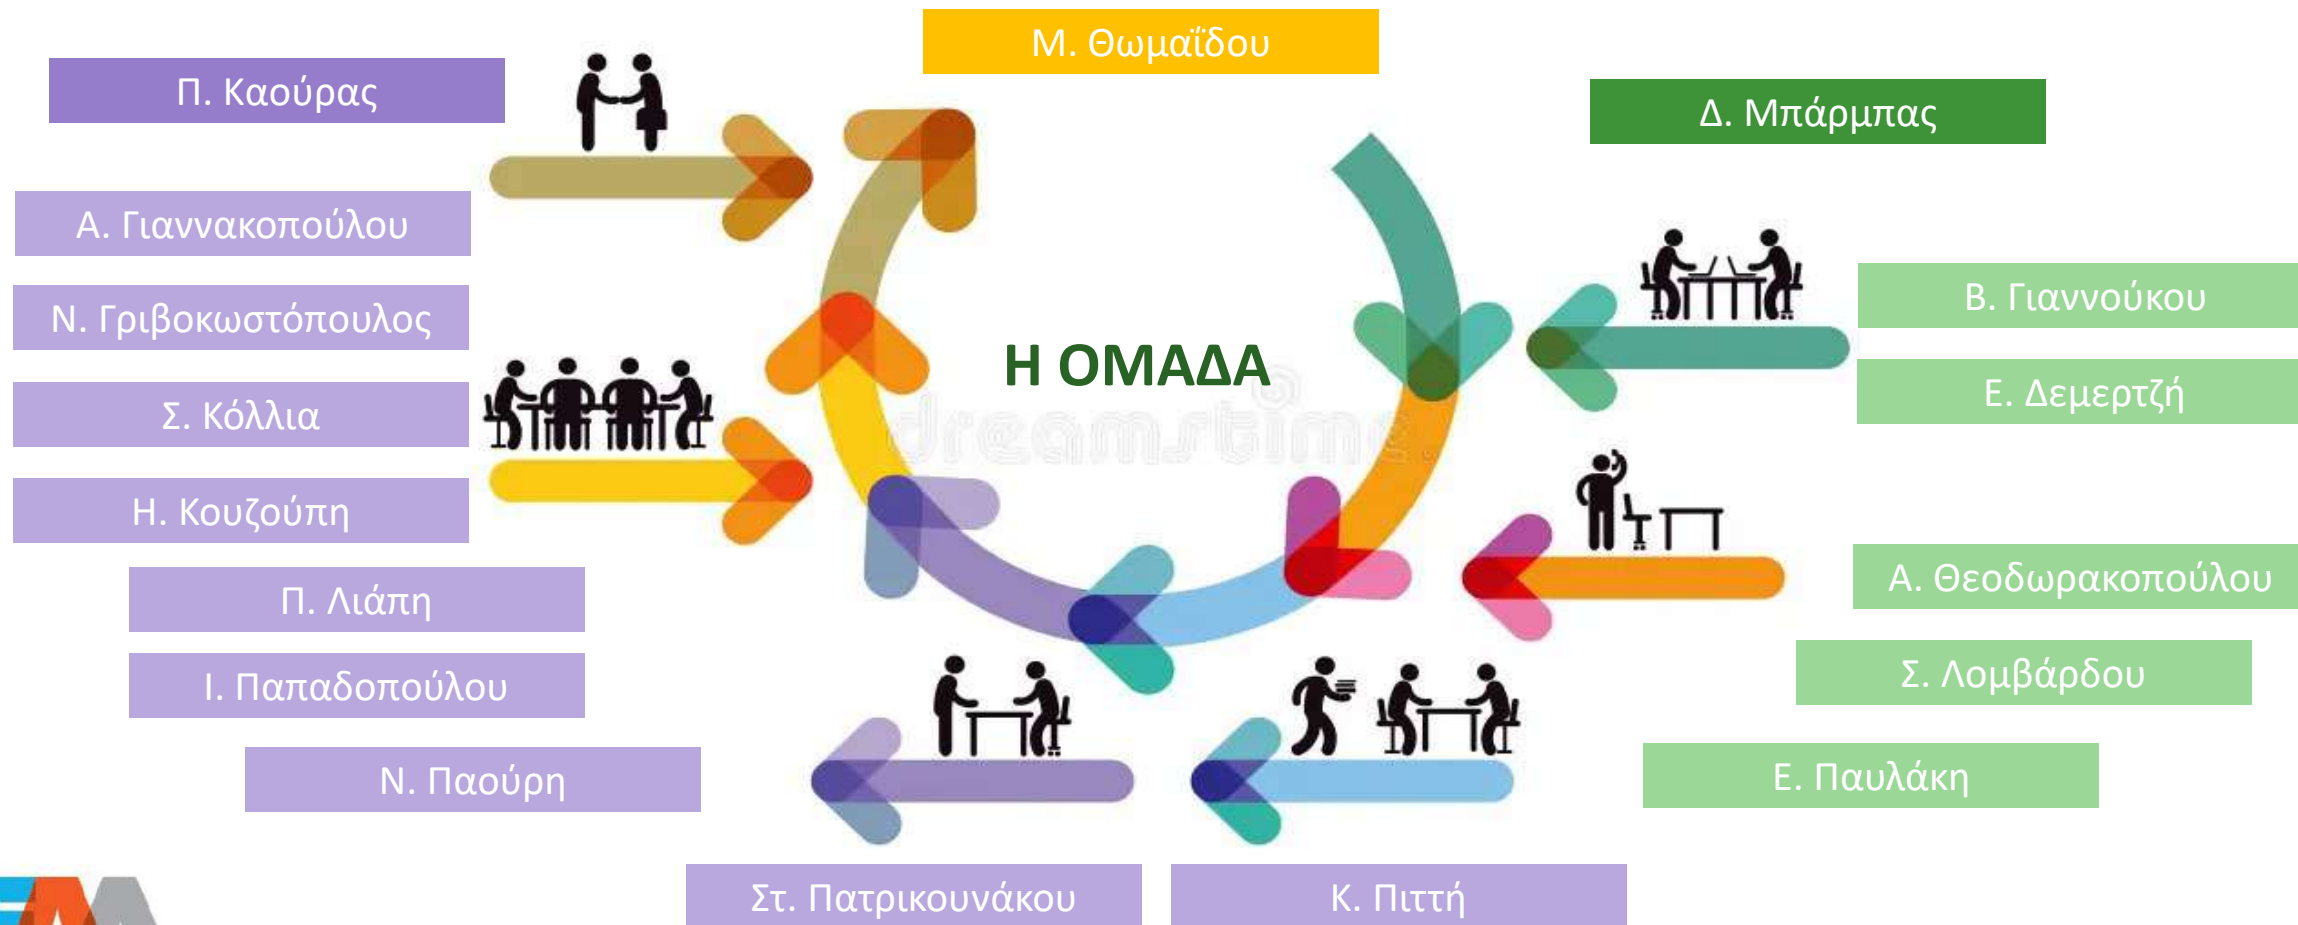 Μ. Θωμαΐδου
Π. Καούρας
Δ. Μπάρμπας
Α. Γιαννακοπούλου
Ν. Γριβοκωστόπουλος
Σ. Κόλλια
Η. Κουζούπη
Π. Λιάπη
Ι. Παπαδοπούλου
Ν. Παούρη
Η ΟΜΑΔΑ
dreamstime
Β. Γιαννούκου
Ε. Δεμερτζή
Α. Θεοδωρακοπούλου
Σ. Λομβάρδου
Ε. Παυλάκη
Στ. Πατρικουνάκου
Κ. Πιττή